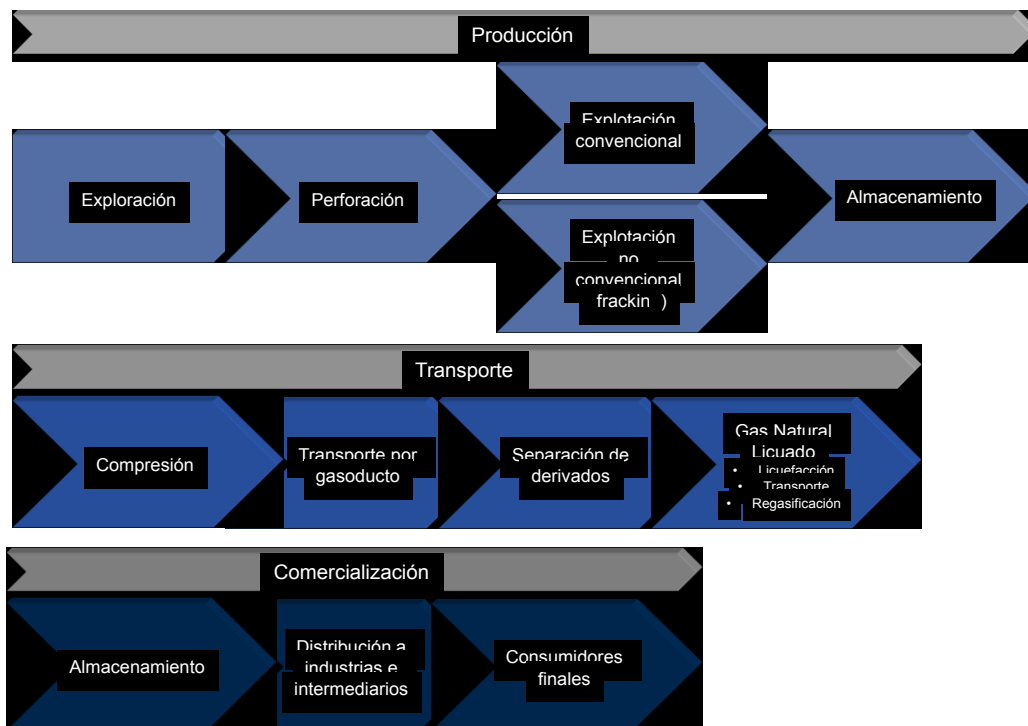 Producción
Exploración
Perforación
Explotación
convencional
Explotación
no
convencional
frackin )
Almacenamiento
Transporte
Compresión
Transporte por
gasoducto
Separación de
derivados
Gas Natural
Licuado
• Licuefacción
• Transporte
• Regasificación
Comercialización
Almacenamiento
Distribución a
industrias e
intermediarios
Consumidores
finales